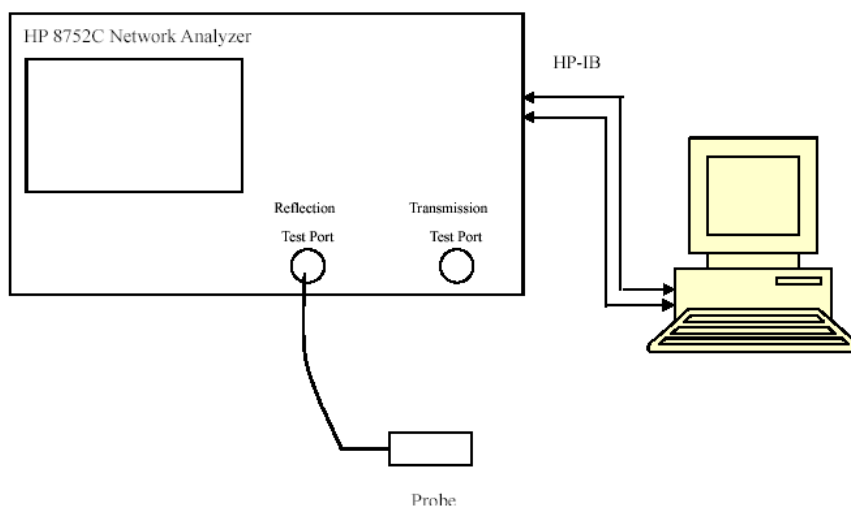 HP 8752C Network Analyzer
HP-IB
Reflection
Test Port
Transmission
Test Port
Probe